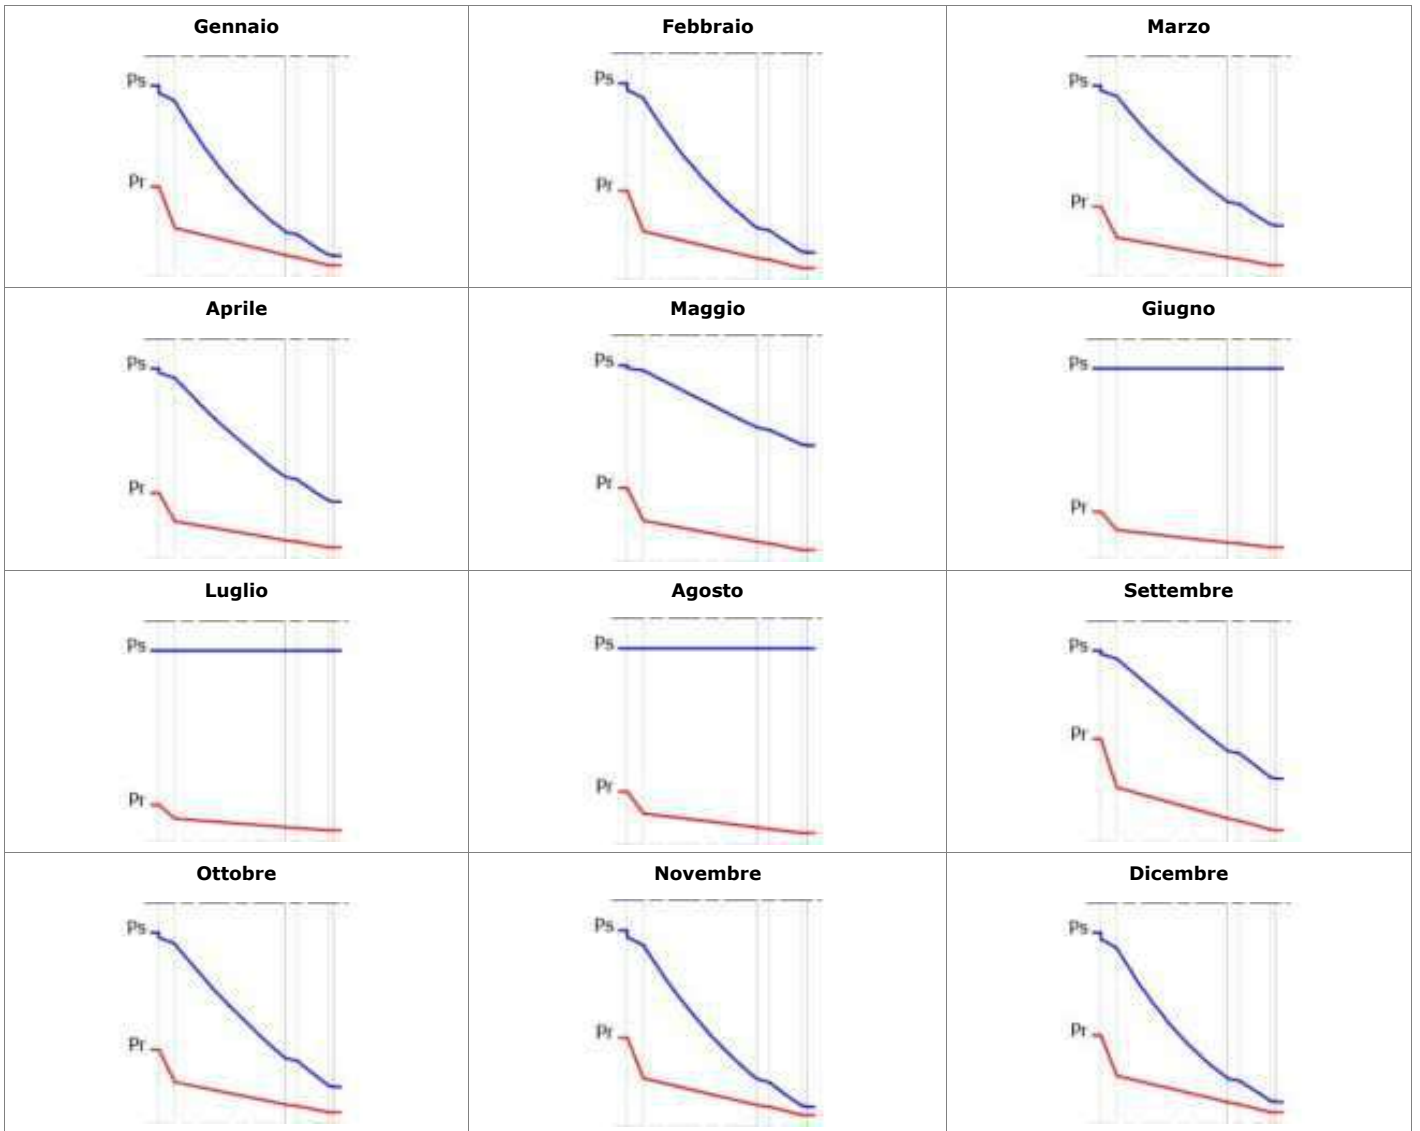 Gennaio Febbraio Marzo
Ps Ps Ps
Pr Pr Pr
Aprile Maggio Giugno
Ps Ps Ps
Pr Pr Pr
Luglio Agosto Settembre
Ps Ps Ps
Pr Pr Pr
Ottobre Novembre Dicembre
Ps Ps Ps
Pr Pr Pr